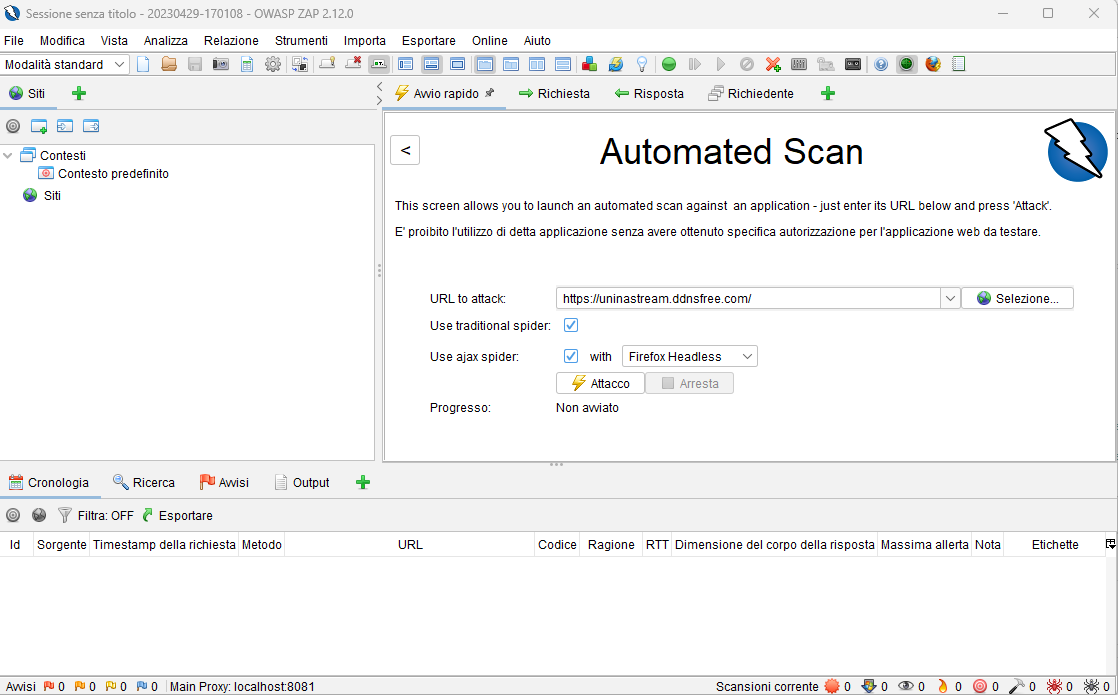 Sessione senza titolo - 20230429-170108 - OWASP ZAP 2.12.0
File Modifica Vista Analizza Relazione Strumenti Importa Esportare Online Aiuto
Modalità standard
Siti
Avvio rapido Richiesta Risposta Richiedente
Contesti
Contesto predefinito
Siti
<
Automated Scan
This screen allows you to launch an automated scan against an application - just enter its URL below and press 'Attack'.
E' proibito l'utilizzo di detta applicazione senza avere ottenuto specifica autorizzazione per l'applicazione web da testare.
URL to attack: https://uninastream.ddnsfree.com/ Selezione...
Use traditional spider:
Use ajax spider: with Firefox Headless
Attacco Arresta
Progresso: Non avviato
Cronologia Ricerca Avvisi Output
Filtra: OFF Esportare
Id Sorgente Timestamp della richiesta Metodo URL Codice Ragione RTT Dimensione del corpo della risposta Massima allerta Nota Etichette
Avvisi 0 0 0 0 Main Proxy: localhost:8081 Scansioni corrente 0 0 0 0 0 0 0 0